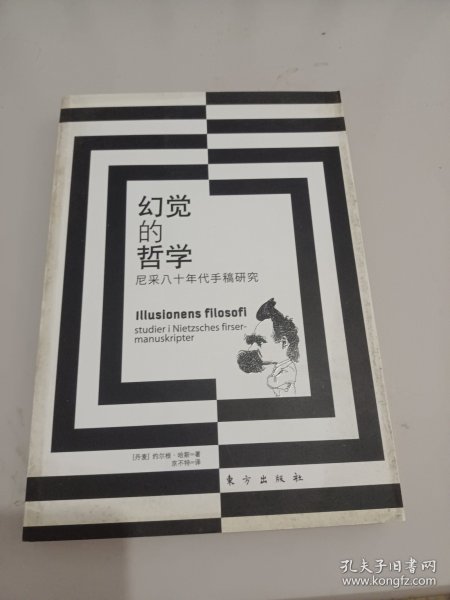 幻觉
的
哲学
尼采八十年代手稿研究
Illusionens filosofi
studier i Nietzsches firser-
manuskripter
[丹麦] 约尔根·哈斯=著
京不特=译
東方出版社
孔夫子旧书网
www.kongfz.com